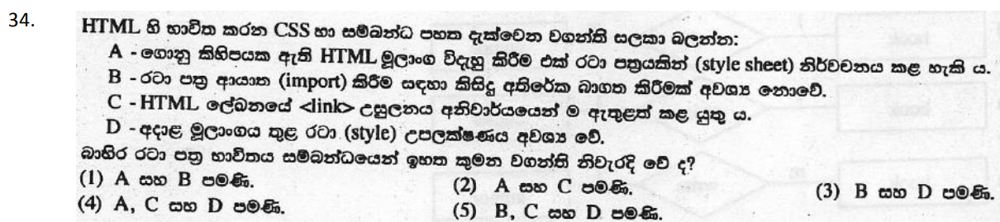 34.
HTML හි භාවිත කරන CSS හා සම්බන්ධ පහත දැක්වෙන වගන්ති සලකා බලන්න:
A - ගොනු කිහිපයක ඇති HTML මූලාංග විදැහු කිරීම එක් රටා පත්‍රයකින් (style sheet) නිර්වචනය කළ හැකි ය.
B - රටා පත්‍ර ආයාත (import) කිරීම සඳහා කිසිදු අතිරේක බාගත කිරීමක් අවශ්‍ය නොවේ.
C - HTML ලේඛනයේ <link> උසුලනය අනිවාර්යයෙන් ම ඇතුළත් කළ යුතු ය.
D - අදාළ මූලාංගය තුළ රටා (style) උපලක්ෂණය අවශ්‍ය වේ.
බාහිර රටා පත්‍ර භාවිතය සම්බන්ධයෙන් ඉහත කුමන වගන්ති නිවැරදි වේ ද?
(1) A සහ B පමණි. (2) A සහ C පමණි. (3) B සහ D පමණි.
(4) A, C සහ D පමණි. (5) B, C සහ D පමණි.